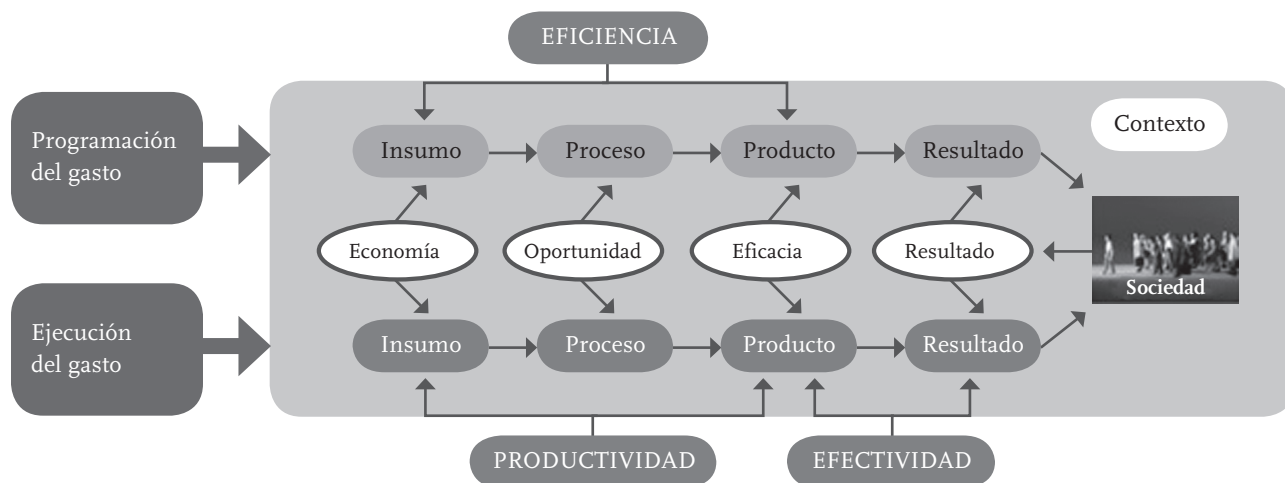 EFICIENCIA
Programación
del gasto
Contexto
Insumo
Proceso
Producto
Resultado
Economía
Oportunidad
Eficacia
Resultado
Sociedad
Ejecución
del gasto
Insumo
Proceso
Producto
Resultado
PRODUCTIVIDAD
EFECTIVIDAD